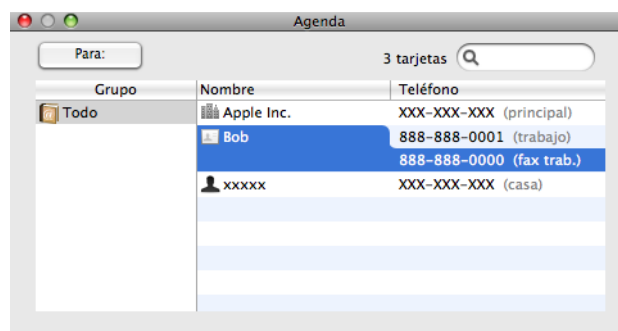 Agenda
Para:
3 tarjetas
Grupo Nombre Teléfono
Todo Apple Inc. XXX-XXX-XXX (principal)
Bob 888-888-0001 (trabajo)
888-888-0000 (fax trab.)
xxxxx XXX-XXX-XXX (casa)